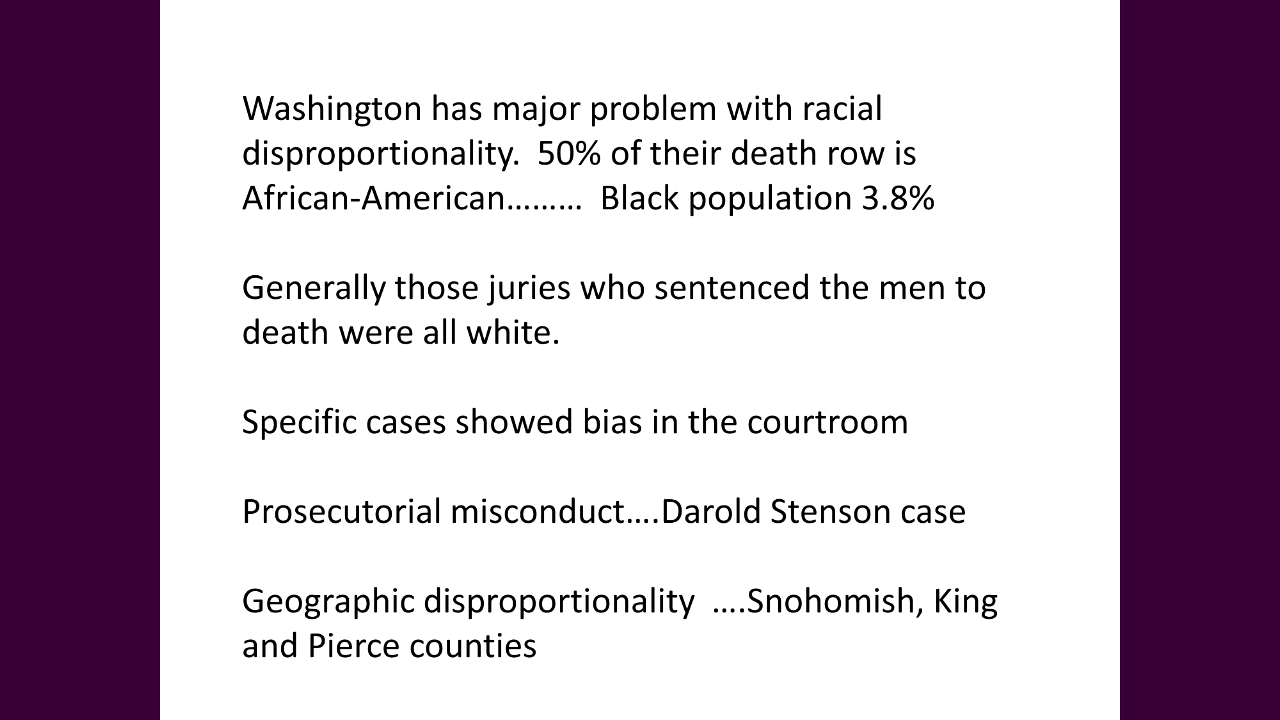 Washington has major problem with racial
disproportionality.  50% of their death row is
African-American………  Black population 3.8%
Generally those juries who sentenced the men to
death were all white.
Specific cases showed bias in the courtroom
Prosecutorial misconduct….Darold Stenson case
Geographic disproportionality  ….Snohomish, King
and Pierce counties